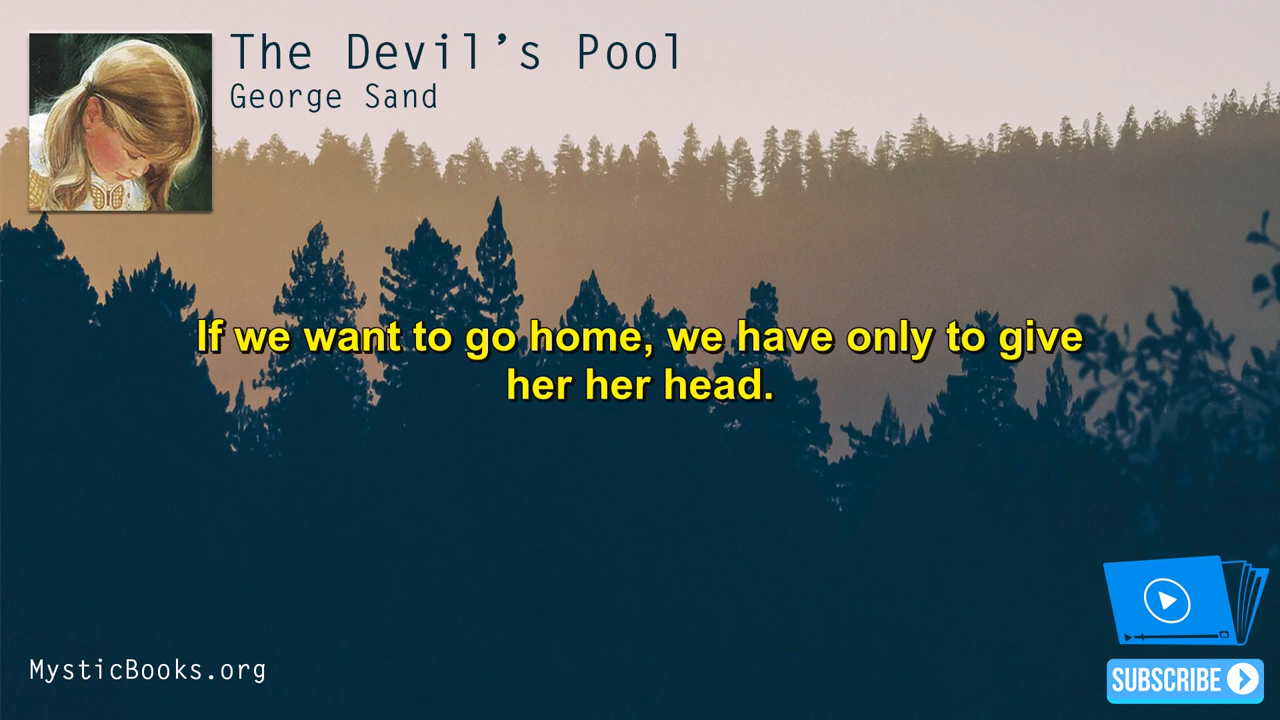 The Devil's Pool
George Sand
If we want to go home, we have only to give
her her head.
MysticBooks.org
SUBSCRIBE